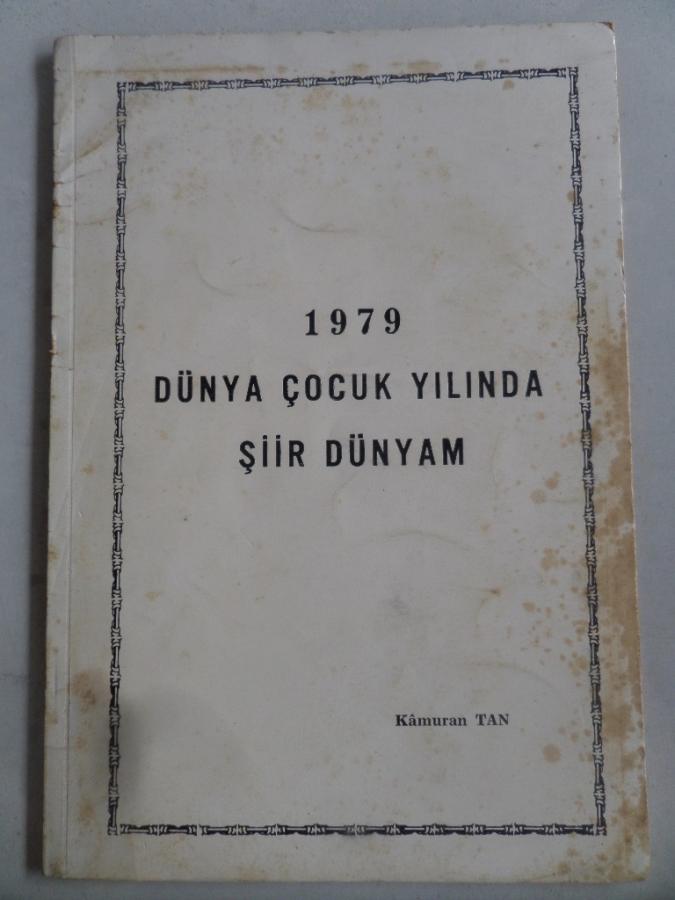 1979
DÜNYA ÇOCUK YILINDA
ŞİİR DÜNYAM
Kâmuran TAN